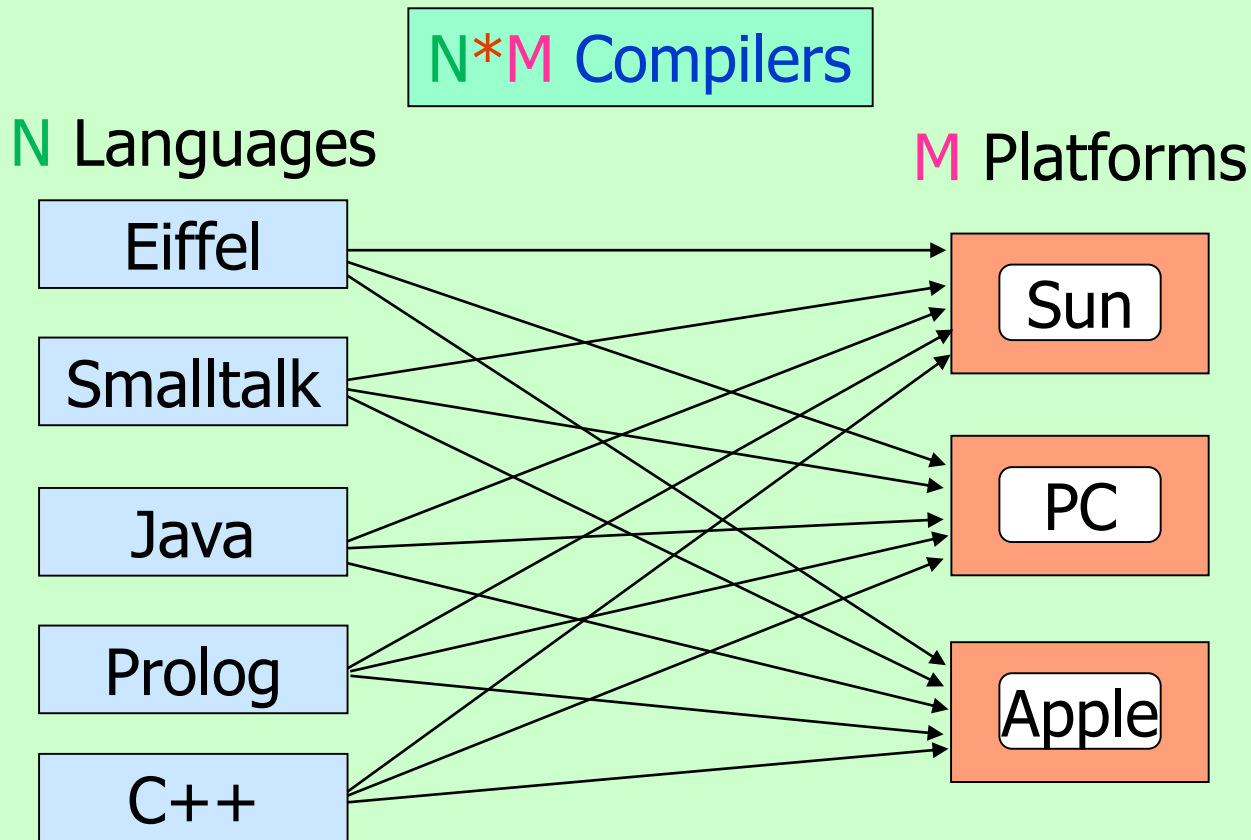 N*M Compilers
N Languages
M Platforms
Eiffel
Smalltalk
Java
Prolog
C++
Sun
PC
Apple